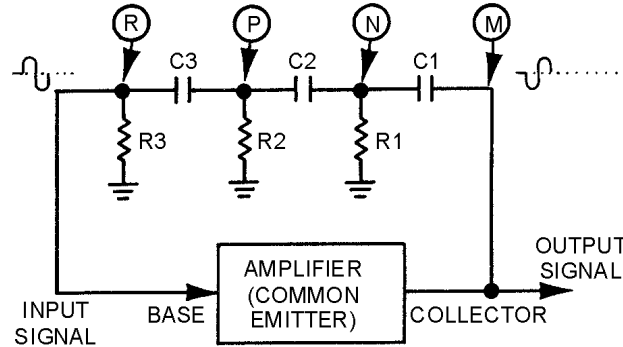 R
P
N
M
C3
C2
C1
R3
R2
R1
AMPLIFIER
(COMMON
EMITTER)
OUTPUT
SIGNAL
INPUT
SIGNAL
BASE
COLLECTOR